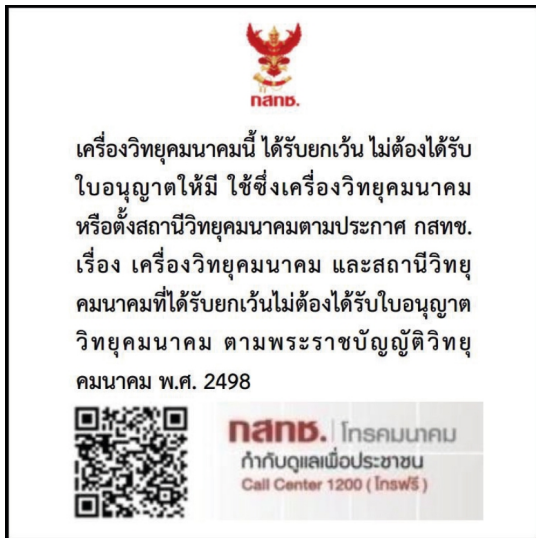 กสทช.
เครื่องวิทยุคมนาคมนี้ ได้รับยกเว้น ไม่ต้องได้รับ
ใบอนุญาตให้มี ใช้ซึ่งเครื่องวิทยุคมนาคม
หรือตั้งสถานีวิทยุคมนาคมตามประกาศ กสทช.
เรื่อง เครื่องวิทยุคมนาคม และสถานีวิทยุ
คมนาคมที่ได้รับยกเว้นไม่ต้องได้รับใบอนุญาต
วิทยุคมนาคม ตามพระราชบัญญัติวิทยุ
คมนาคม พ.ศ. 2498
กสทช. | โทรคมนาคม
กำกับดูแลเพื่อประชาชน
Call Center 1200 ( โทรฟรี )